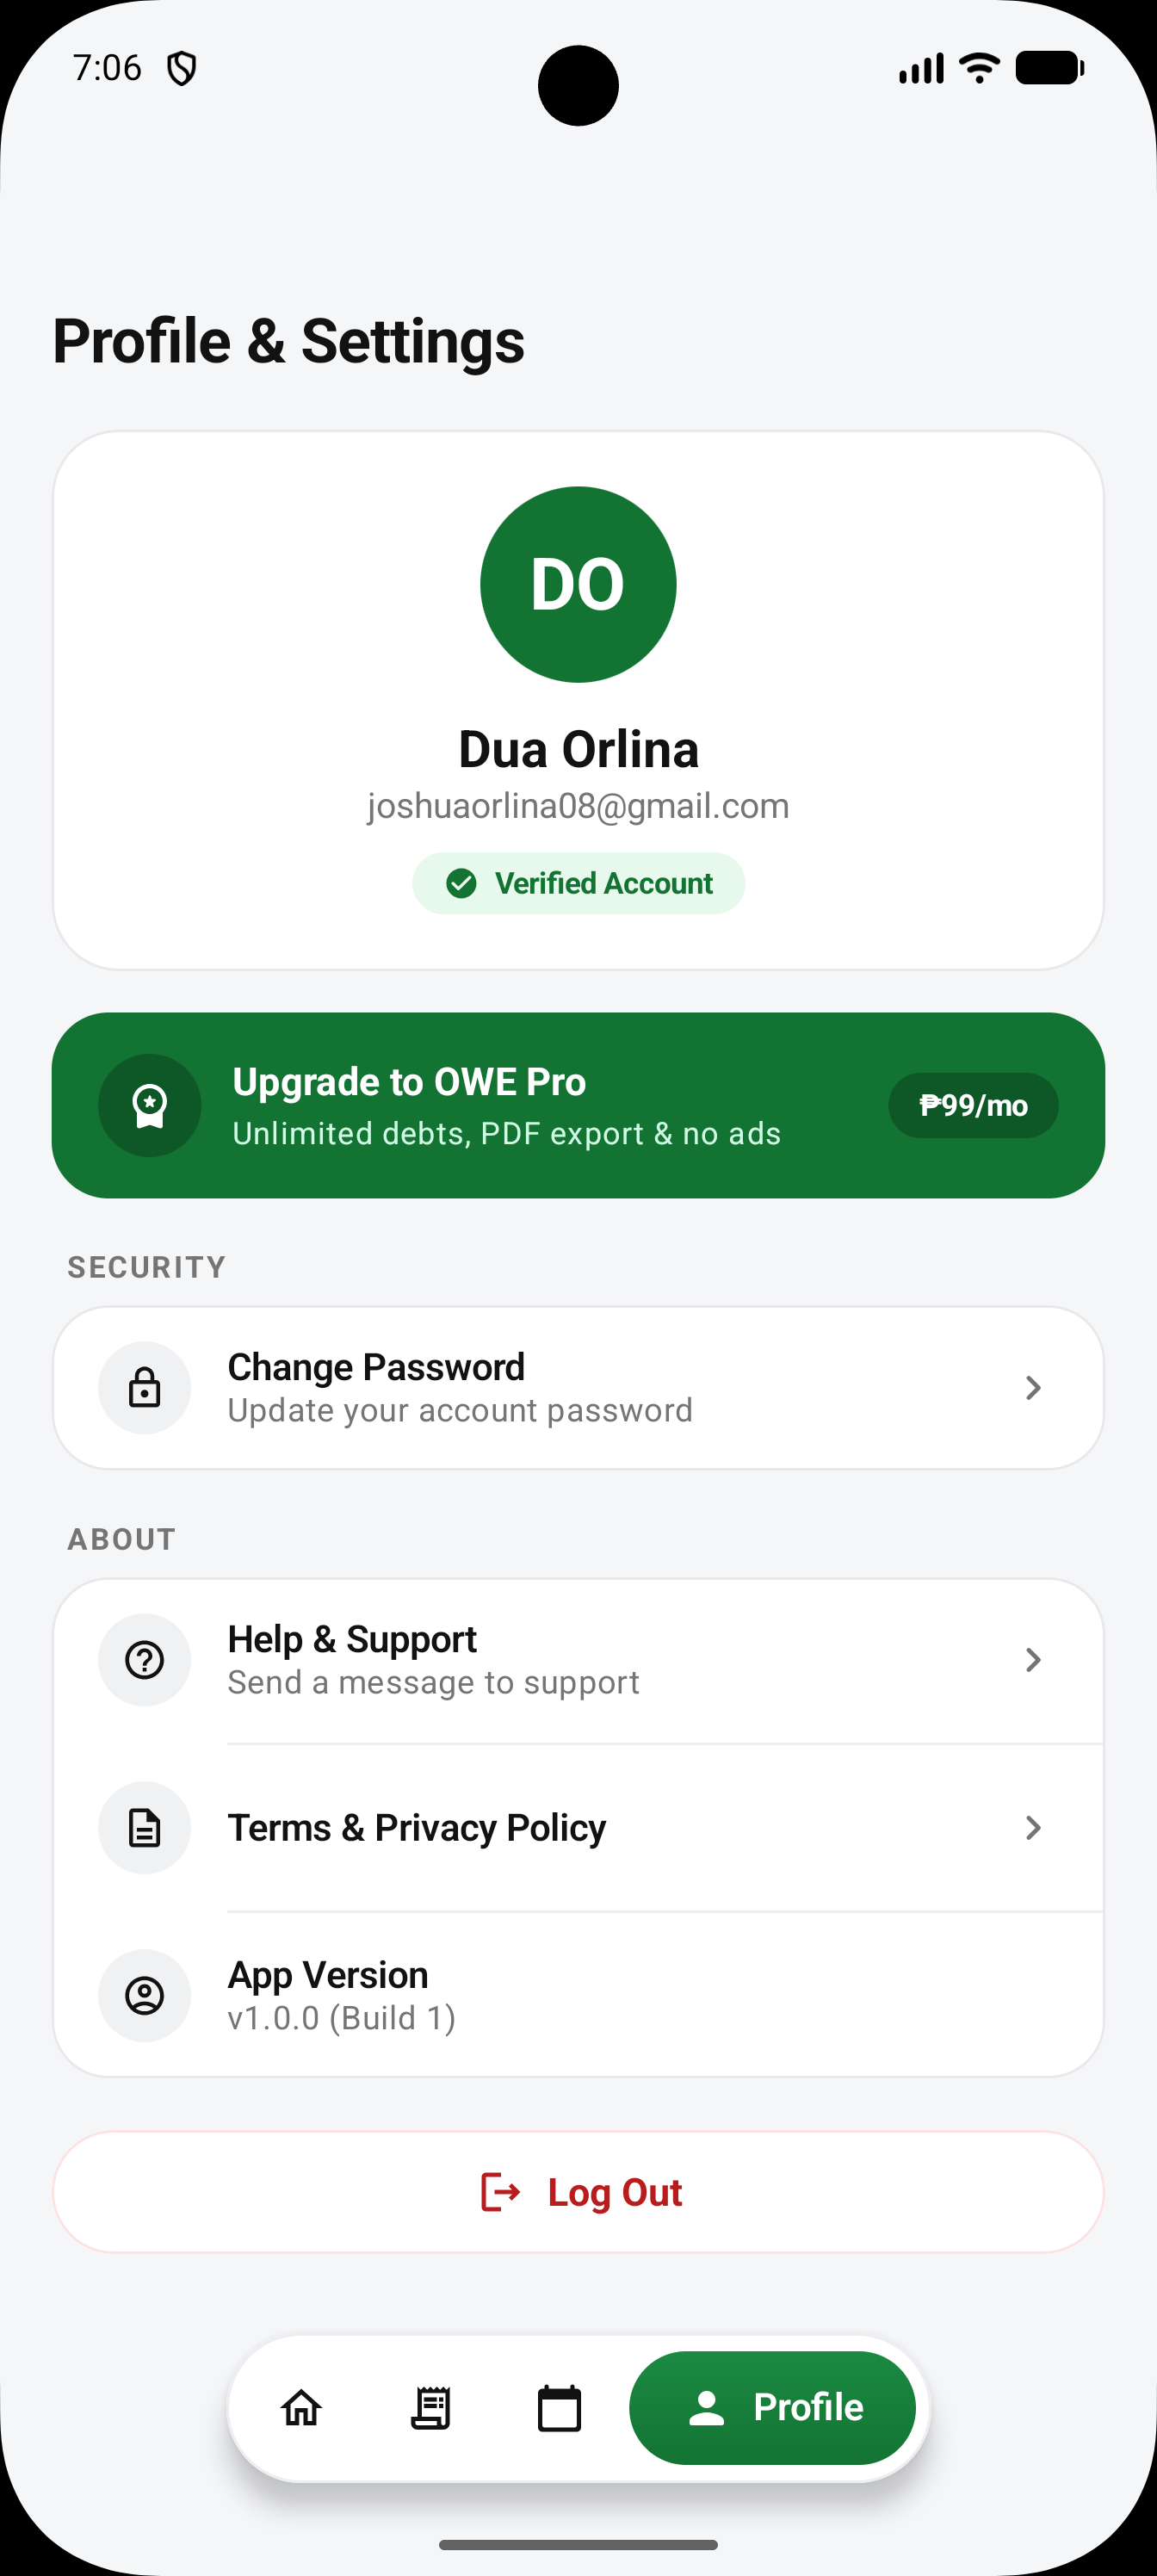 7:06
Profile & Settings
DO
Dua Orlina
joshuaorlina08@gmail.com
Verified Account
Upgrade to OWE Pro
Unlimited debts, PDF export & no ads
₱99/mo
SECURITY
Change Password
Update your account password
ABOUT
Help & Support
Send a message to support
Terms & Privacy Policy
App Version
v1.0.0 (Build 1)
Log Out
Profile